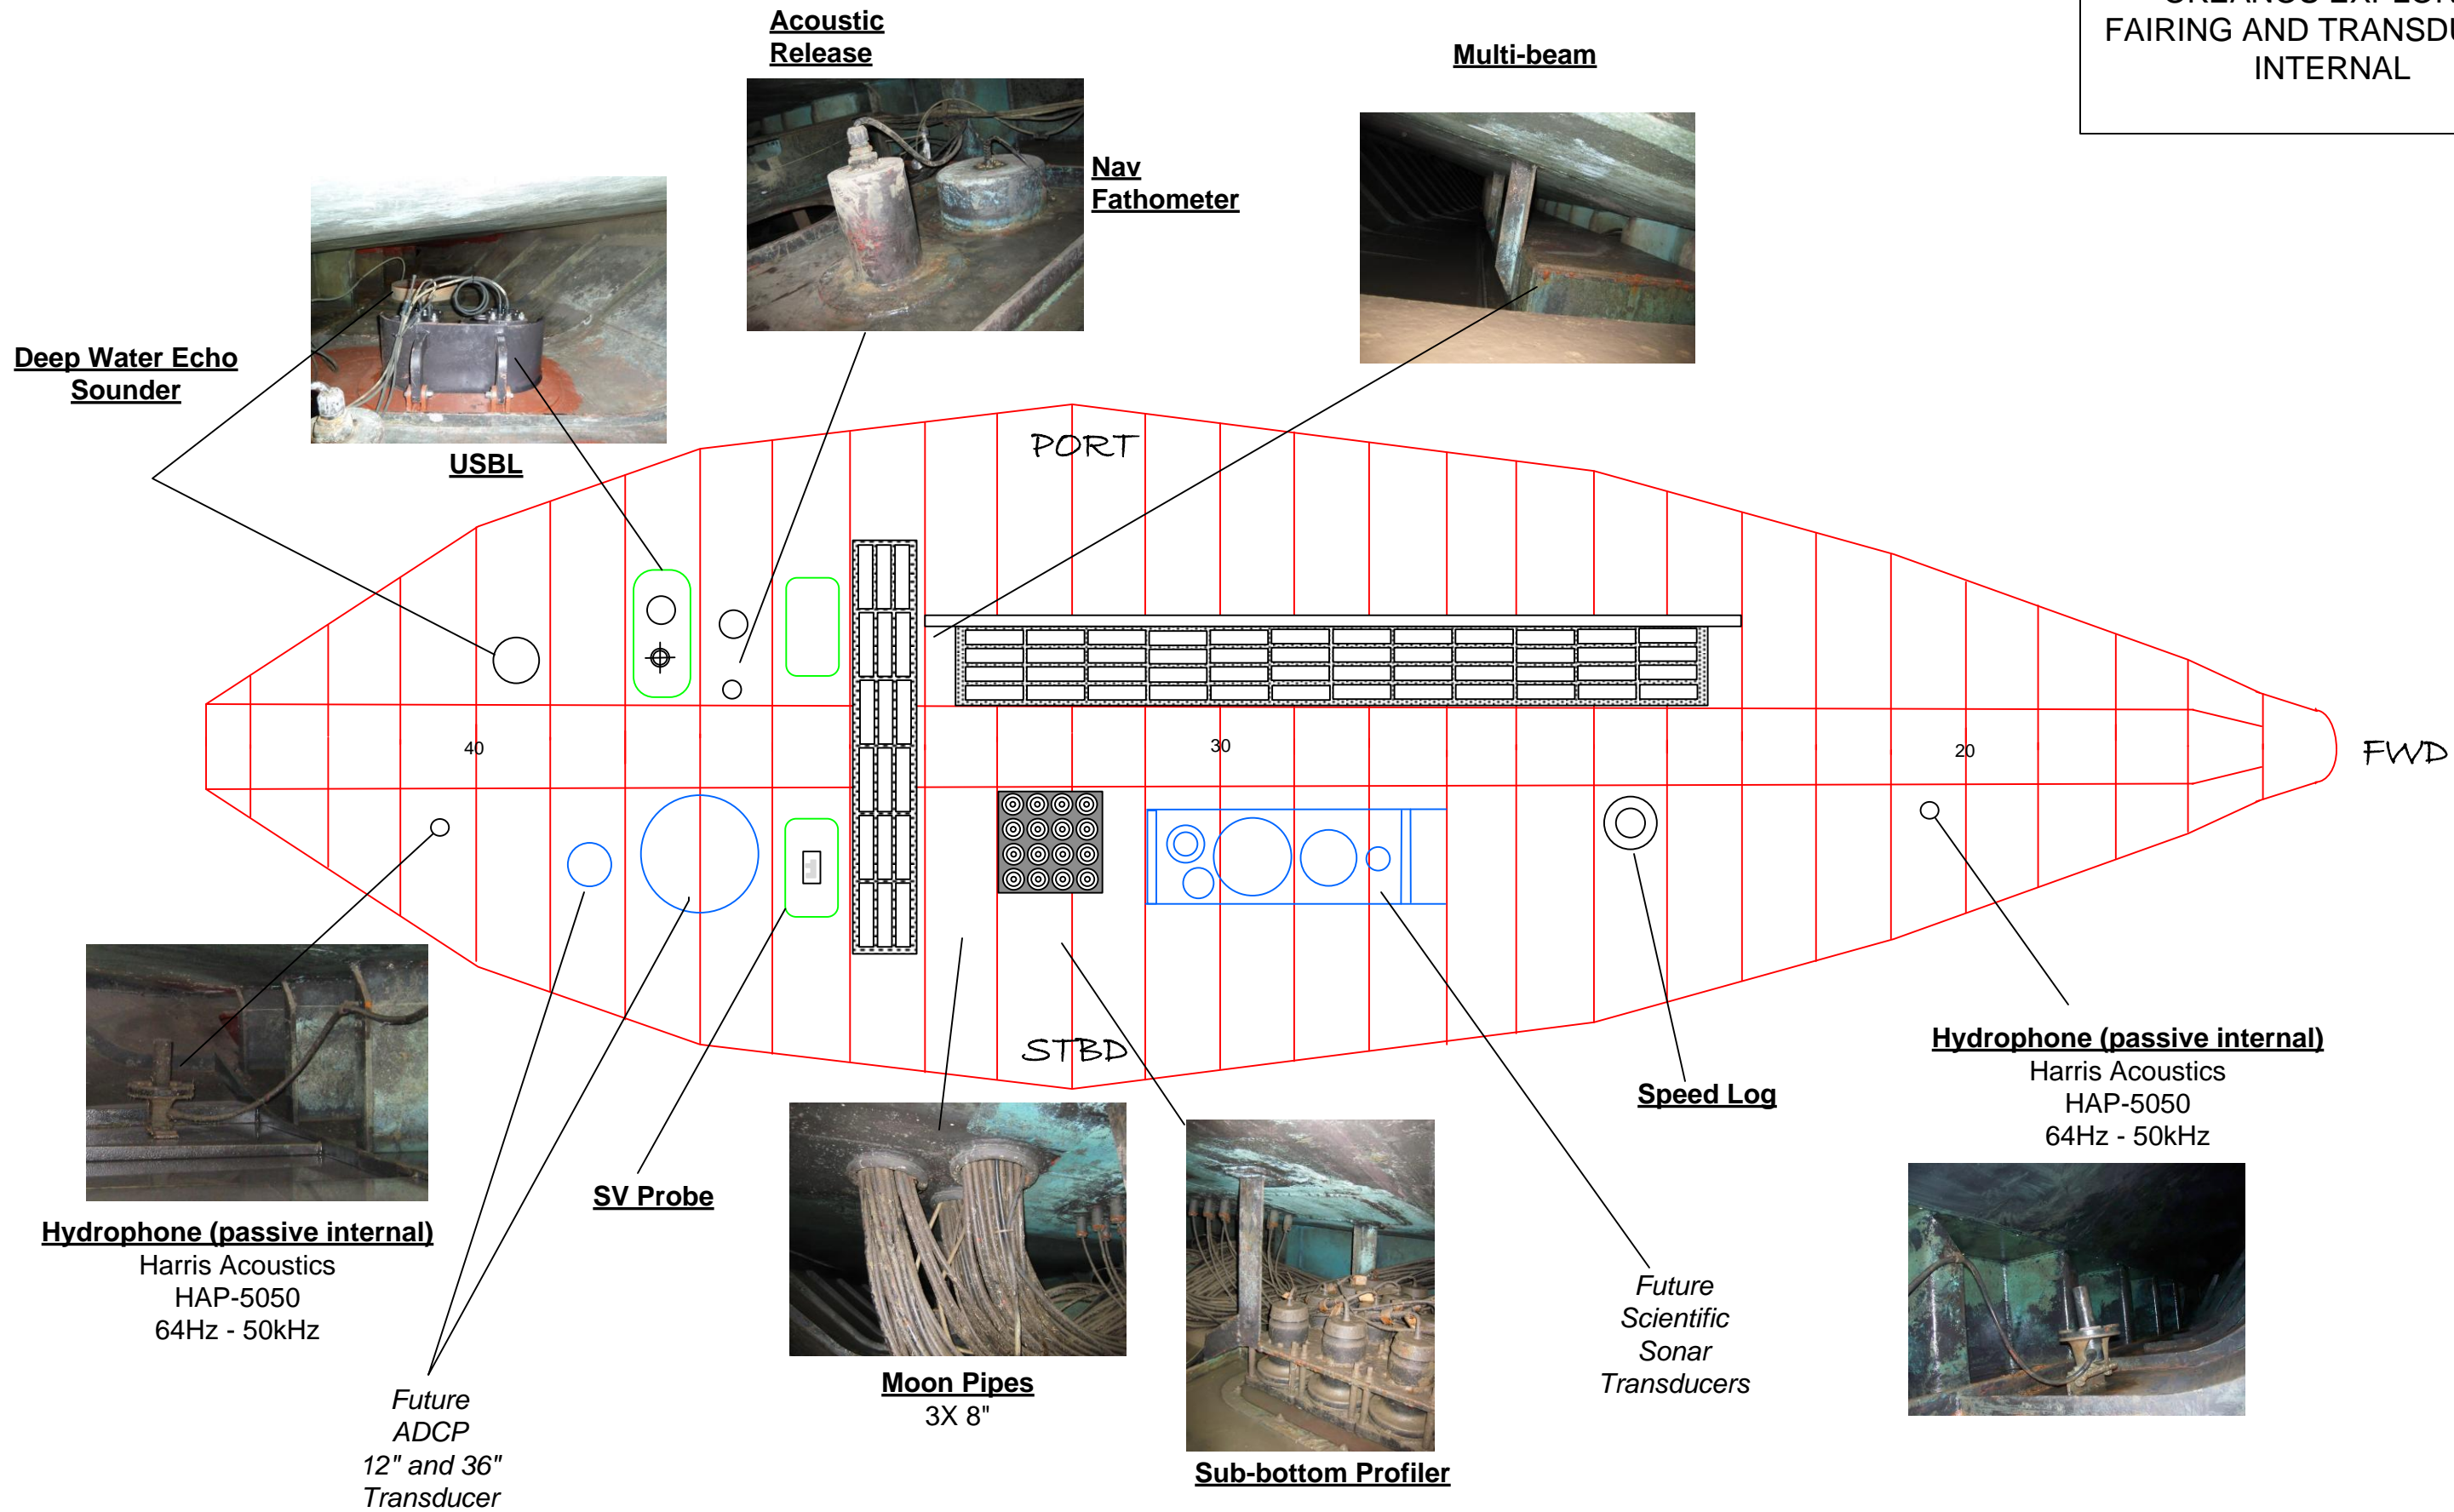 FAIRING AND
INTERNAL
Acoustic
Release
Multi-beam
Nav
Fathometer
Deep Water Echo
Sounder
USBL
PORT
40
30
20
FWD
STBD
Hydrophone (passive internal)
Harris Acoustics
HAP-5050
64Hz - 50kHz
Speed Log
SV Probe
Hydrophone (passive internal)
Harris Acoustics
HAP-5050
64Hz - 50kHz
Future
Scientific
Sonar
Transducers
Moon Pipes
3X 8"
Future
ADCP
12" and 36"
Transducer
Sub-bottom Profiler